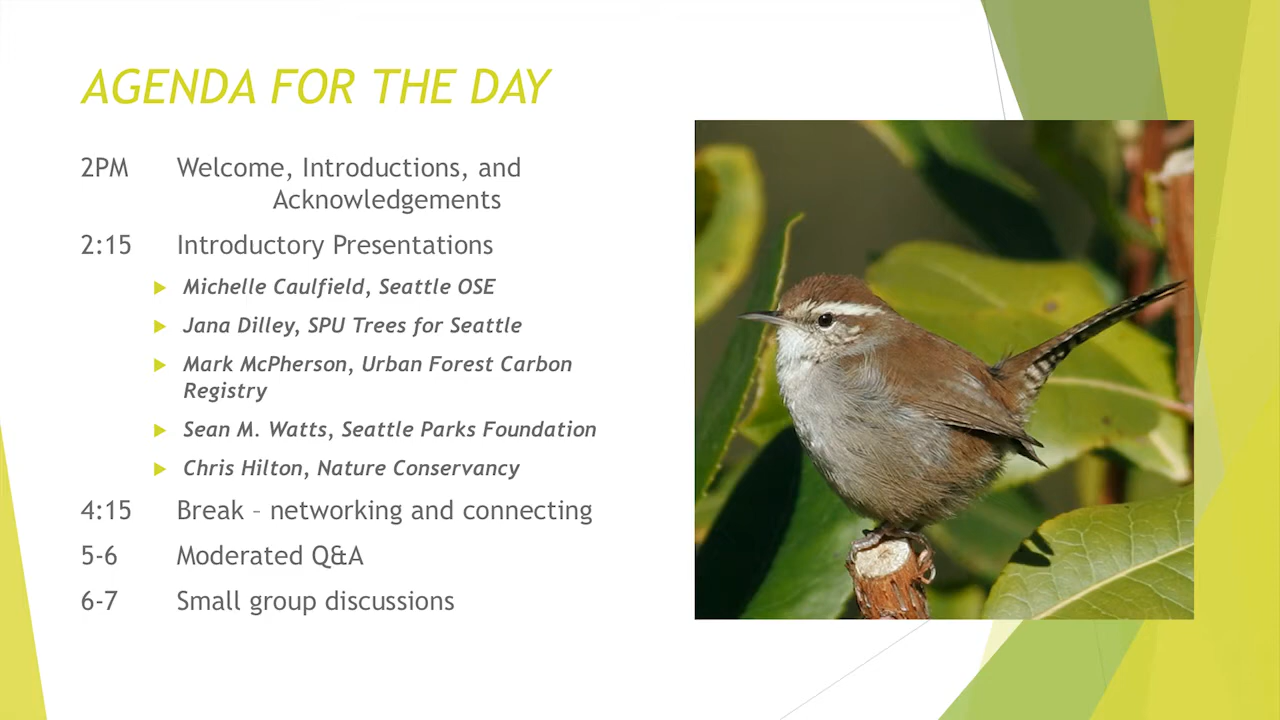 AGENDA FOR THE DAY
2PM Welcome, Introductions, and
Acknowledgements
2:15 Introductory Presentations
Michelle Caulfield, Seattle OSE
Jana Dilley, SPU Trees for Seattle
Mark McPherson, Urban Forest Carbon
Registry
Sean M. Watts, Seattle Parks Foundation
Chris Hilton, Nature Conservancy
4:15 Break – networking and connecting
5-6 Moderated Q&A
6-7 Small group discussions